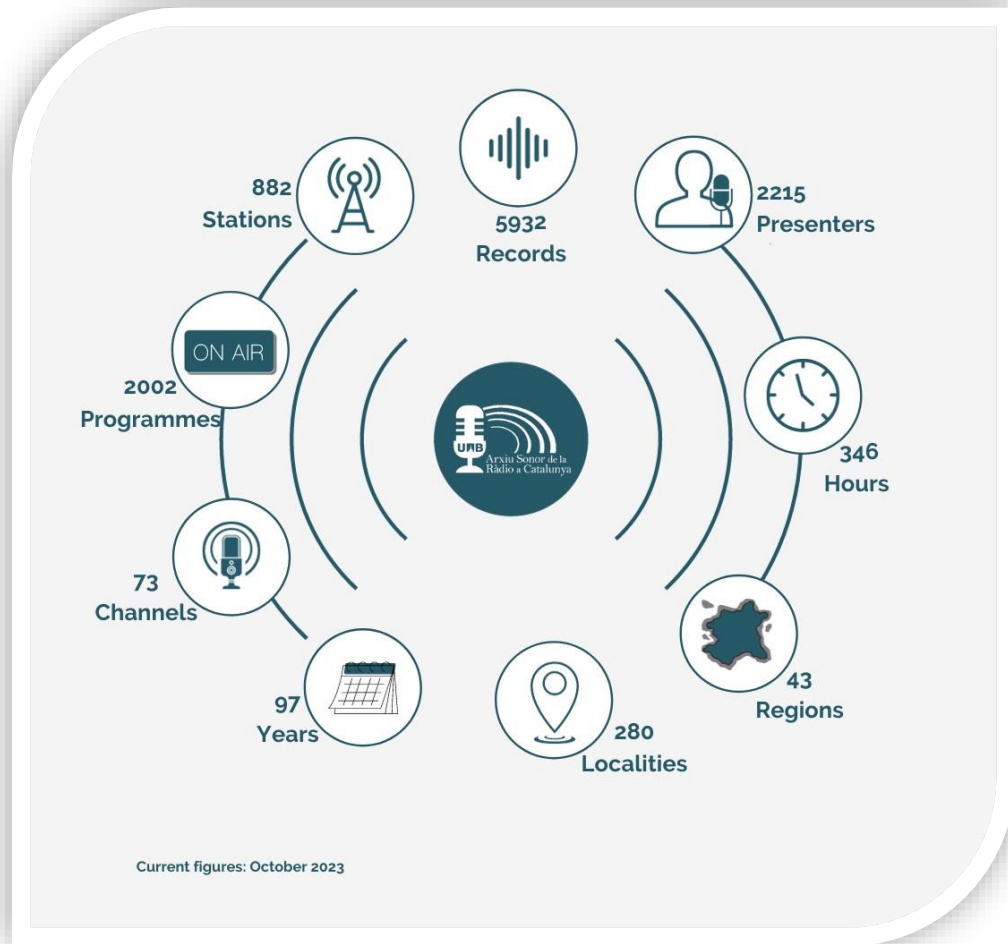 5932
Records
882
Stations
2215
Presenters
ON AIR
2002
Programmes
UAB
Arxiu Sonor de la
Ràdio a Catalunya
346
Hours
73
Channels
43
Regions
97
Years
280
Localities
Current figures: October 2023